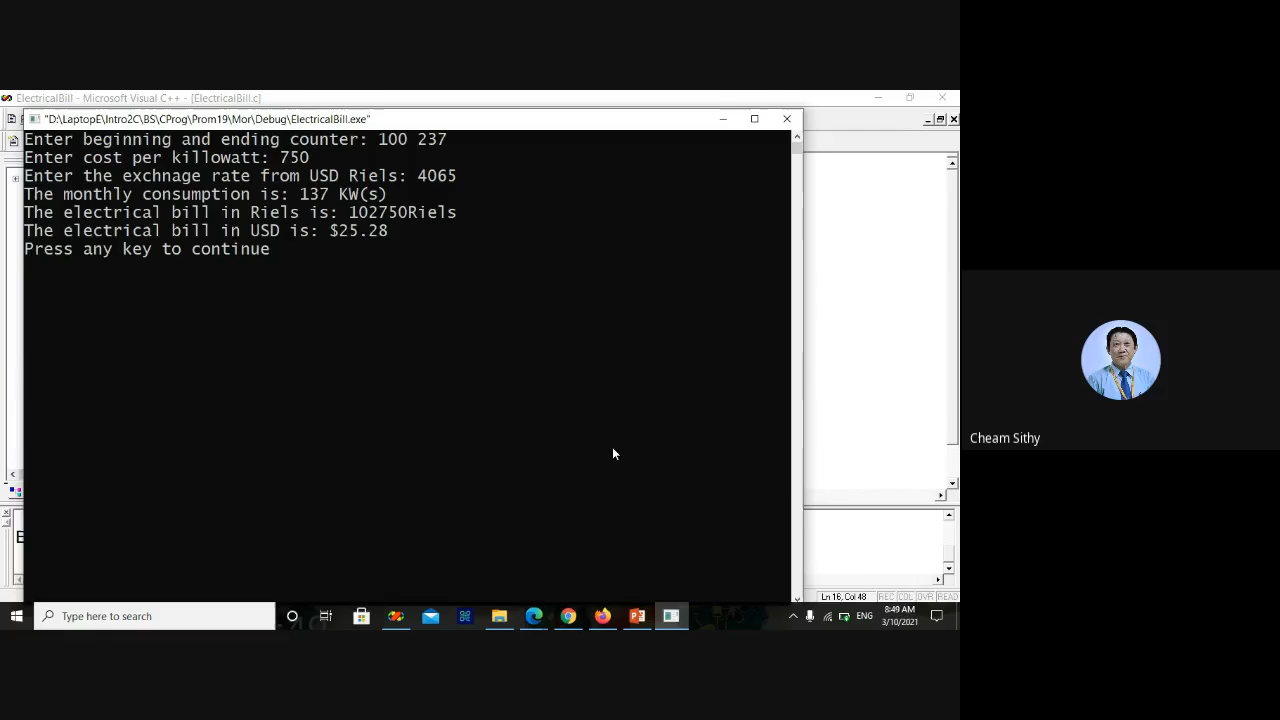 ElectricalBill - Microsoft Visual C++ - [ElectricalBill.c]
"D:\LaptopE\Intro2C\BS\CProg\Prom19\Mor\Debug\ElectricalBill.exe"
Enter beginning and ending counter: 100 237
Enter cost per killowatt: 750
Enter the exchnage rate from USD Riels: 4065
The monthly consumption is: 137 KW(s)
The electrical bill in Riels is: 102750Riels
The electrical bill in USD is: $25.28
Press any key to continue
Cheam Sithy
Ln 16, Col 48
REC COL OVR READ
Type here to search
ENG
8:49 AM
3/10/2021